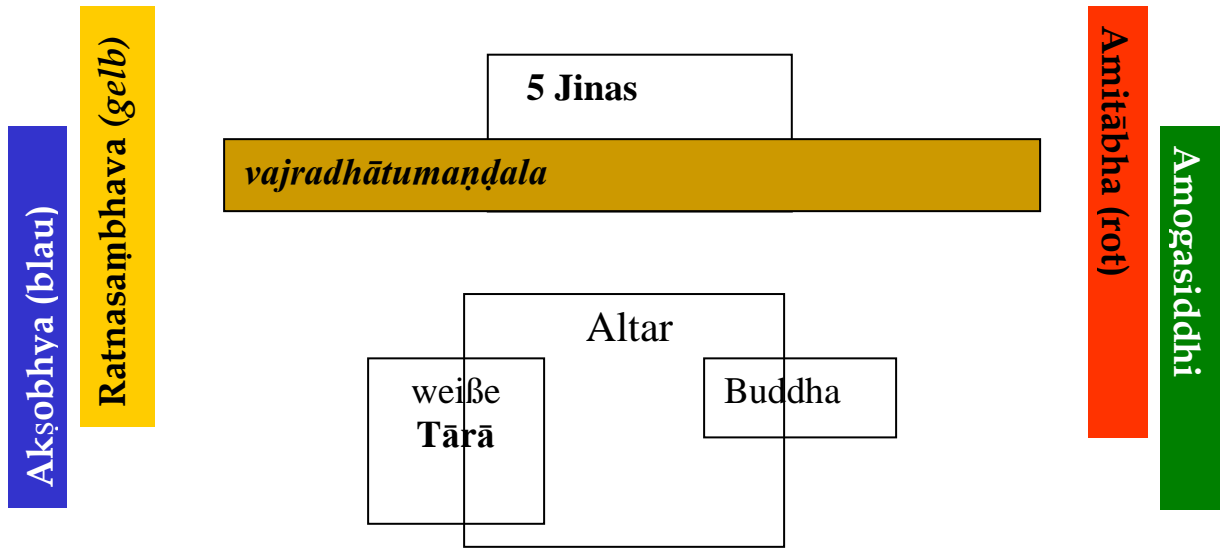 Akṣobhya (blau)
Ratnasaṃbhava (gelb)
5 Jinas
vajradhātumaṇḍala
Altar
weiße
Tārā
Buddha
Amitābha (rot)
Amogasiddhi